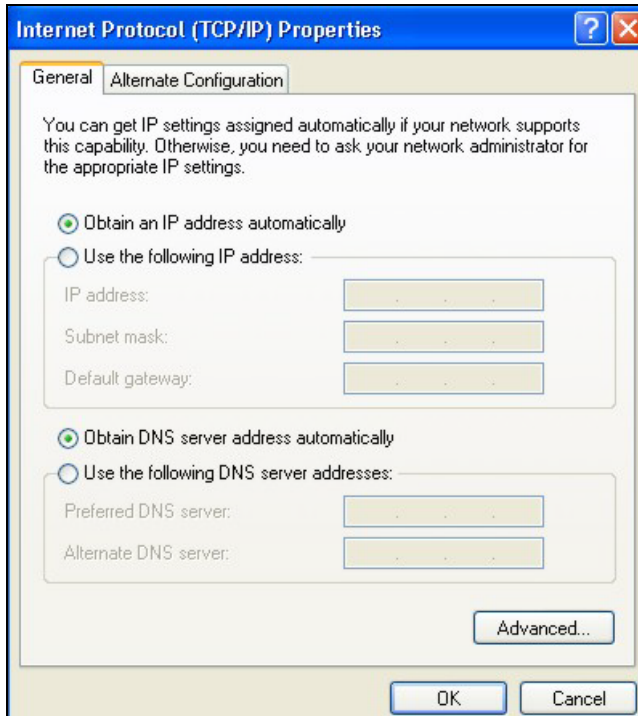 Internet Protocol (TCP/IP) Properties
General
Alternate Configuration
You can get IP settings assigned automatically if your network supports
this capability. Otherwise, you need to ask your network administrator for
the appropriate IP settings.
Obtain an IP address automatically
Use the following IP address:
IP address:
Subnet mask:
Default gateway:
Obtain DNS server address automatically
Use the following DNS server addresses:
Preferred DNS server:
Alternate DNS server:
Advanced...
OK
Cancel